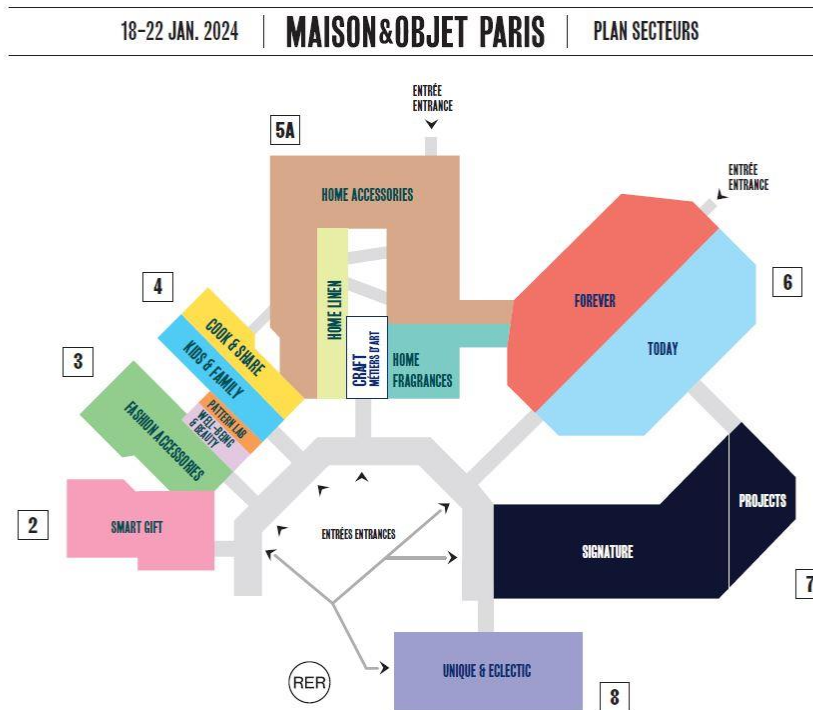 18-22 JAN. 2024
MAISON&OBJET PARIS
PLAN SECTEURS
ENTRÉE
ENTRANCE
5A
HOME ACCESSORIES
ENTRÉE
ENTRANCE
4
6
FOREVER
HOME LINEN
COOK & SHARE
KIDS & FAMILY
TODAY
3
CRAFT
MÉTIERS D'ART
HOME
FRAGRANCES
PATTERN LAB
WELL-BEING
& BEAUTY
FASHION ACCESSORIES
PROJECTS
2
SMART GIFT
ENTRÉES ENTRANCES
SIGNATURE
7
UNIQUE & ECLECTIC
RER
8